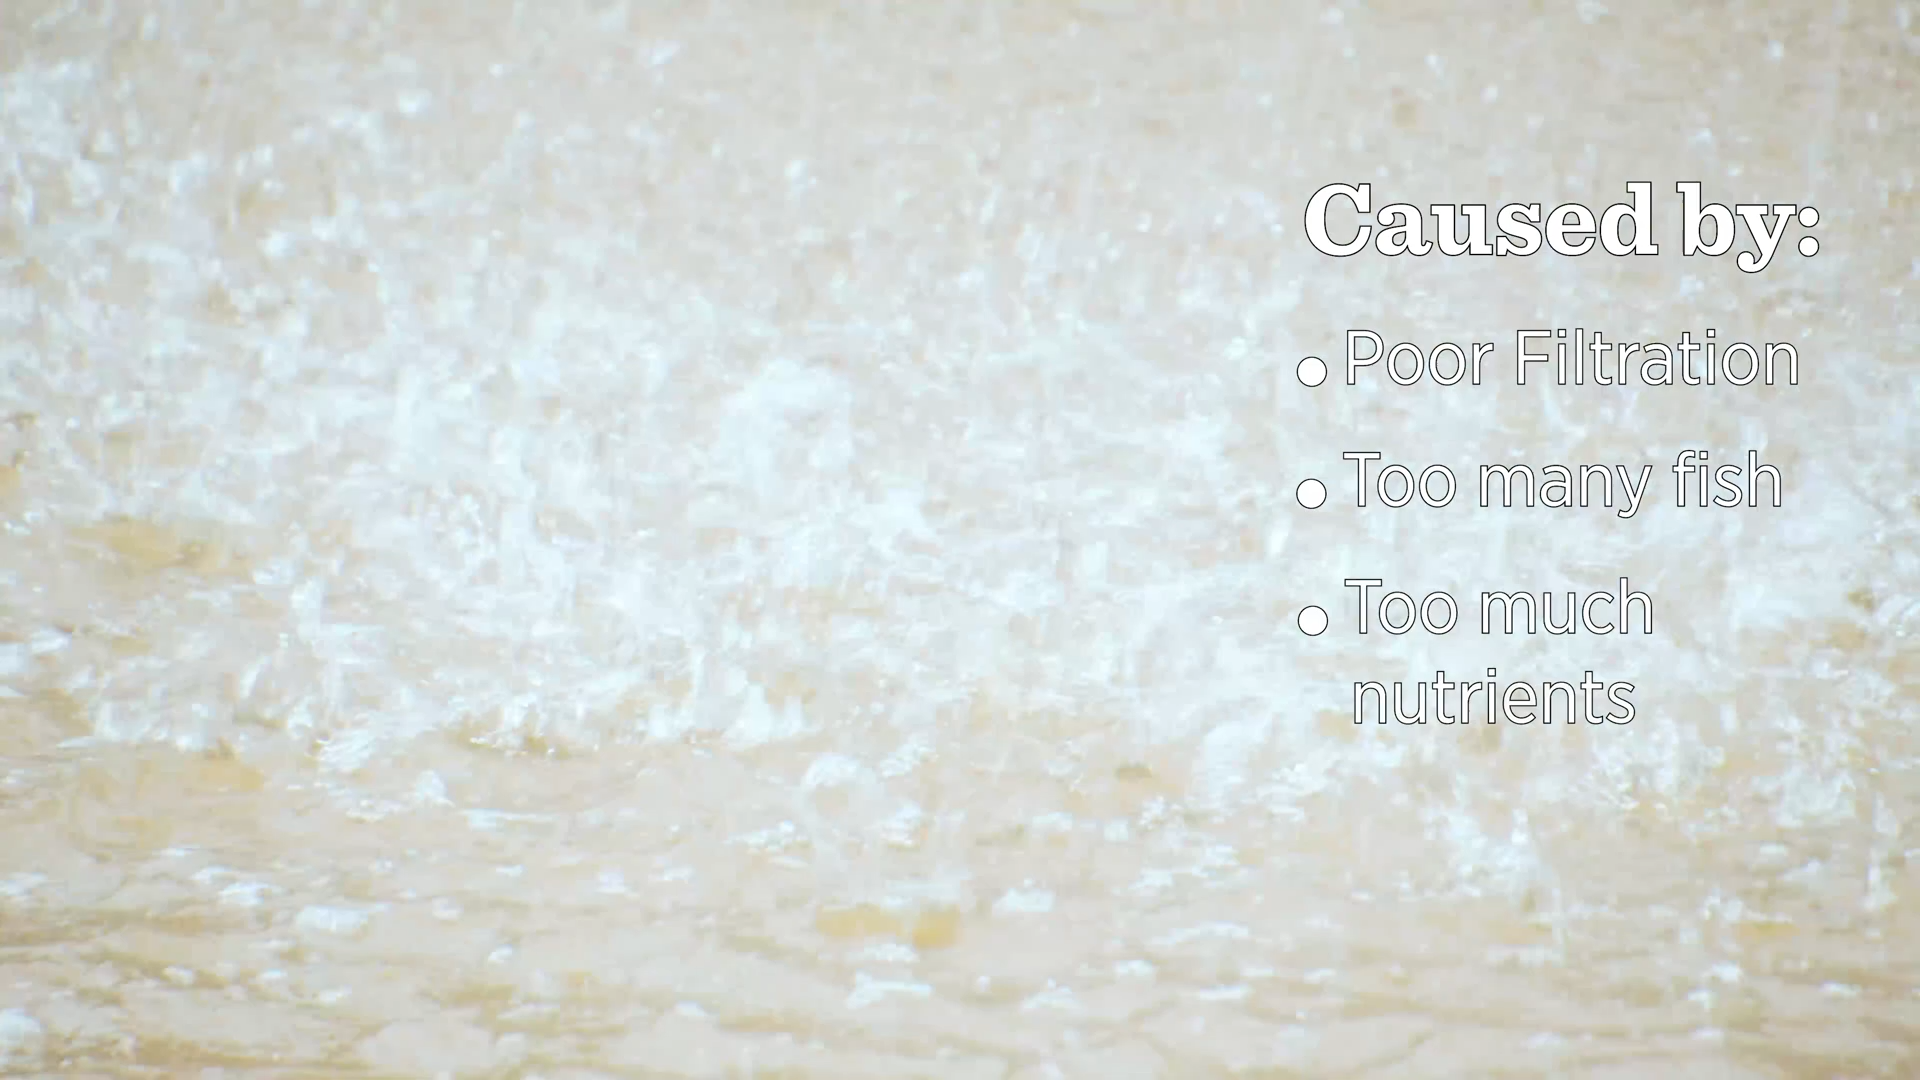 Caused by:
• Poor Filtration
• Too many fish
• Too much
nutrients